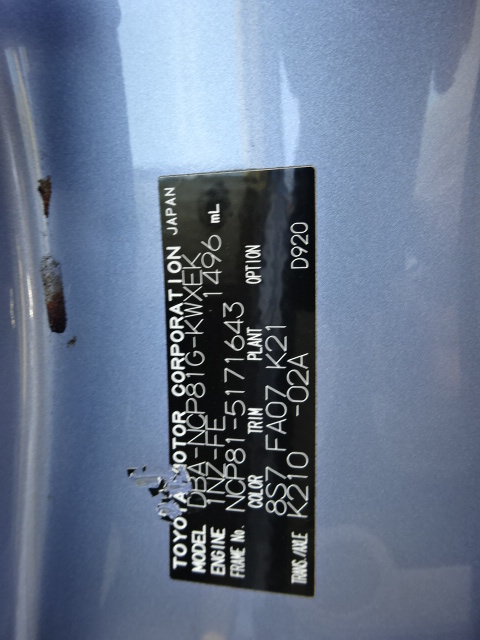 TOYOTA MOTOR CORPORATION JAPAN
MODEL DBA-NCP81G-KWXEK
ENGINE 1NZ-FE 1496 mL
FRAME No. NCP81-5171643
COLOR TRIM PLANT OPTION
8S7 FA07 K21
TRANS./AXLE K210 -02A D920